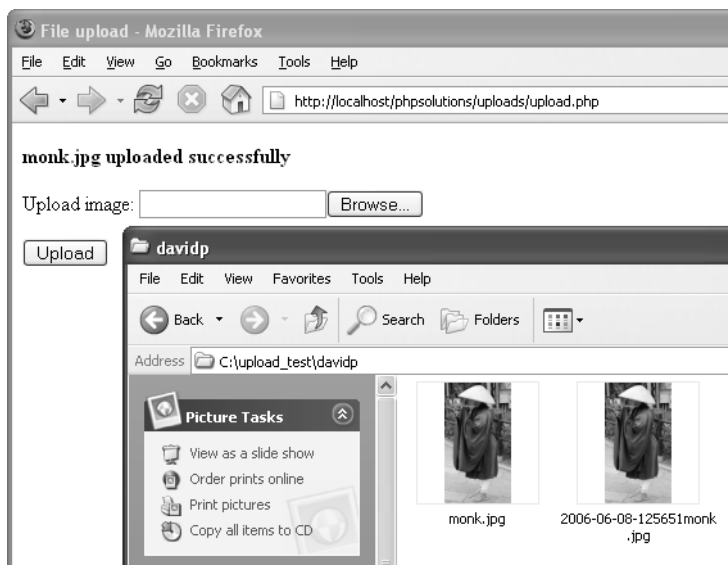 File upload - Mozilla Firefox
File Edit View Go Bookmarks Tools Help
http://localhost/phpsolutions/uploads/upload.php
monk.jpg uploaded successfully
Upload image: Browse...
Upload
davidp
File Edit View Favorites Tools Help
Back Search Folders
Address C:\upload_test\davidp
Picture Tasks
View as a slide show
Order prints online
Print pictures
Copy all items to CD
monk.jpg
2006-06-08-125651monk
.jpg